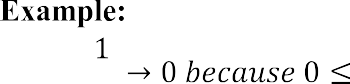 Example:
1
→ 0 because 0 ≤